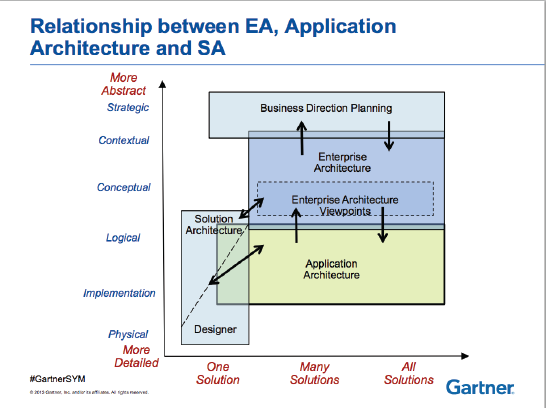 Relationship between EA, Application
Architecture and SA
More
Abstract
Strategic
Business Direction Planning
Contextual
Enterprise
Architecture
Conceptual
Enterprise Architecture
Viewpoints
Solution
Architecture
Logical
Application
Architecture
Implementation
Physical
Designer
More
Detailed
One
Solution
Many
Solutions
All
Solutions
#GartnerSYM
© 2012 Gartner, Inc. and/or its affiliates. All rights reserved.
Gartner.